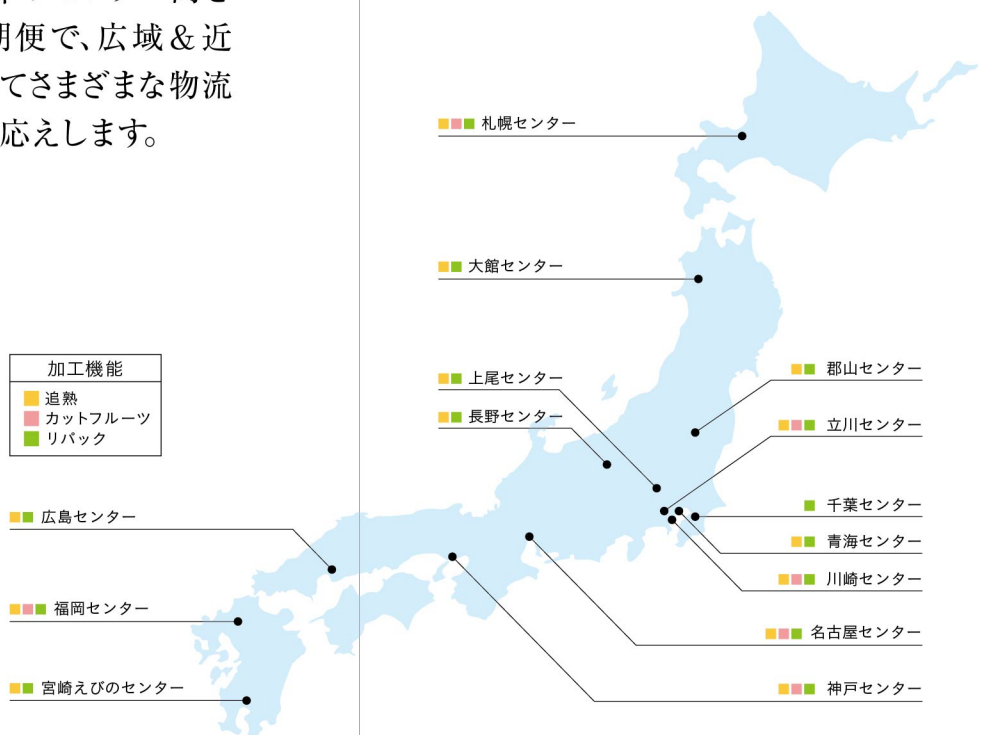 期便で、広域&近
てさまざまな物流
応えします。
札幌センター
大館センター
加工機能
追熟
カットフルーツ
リパック
上尾センター
長野センター
郡山センター
立川センター
千葉センター
青海センター
川崎センター
名古屋センター
神戸センター
広島センター
福岡センター
宮崎えびのセンター